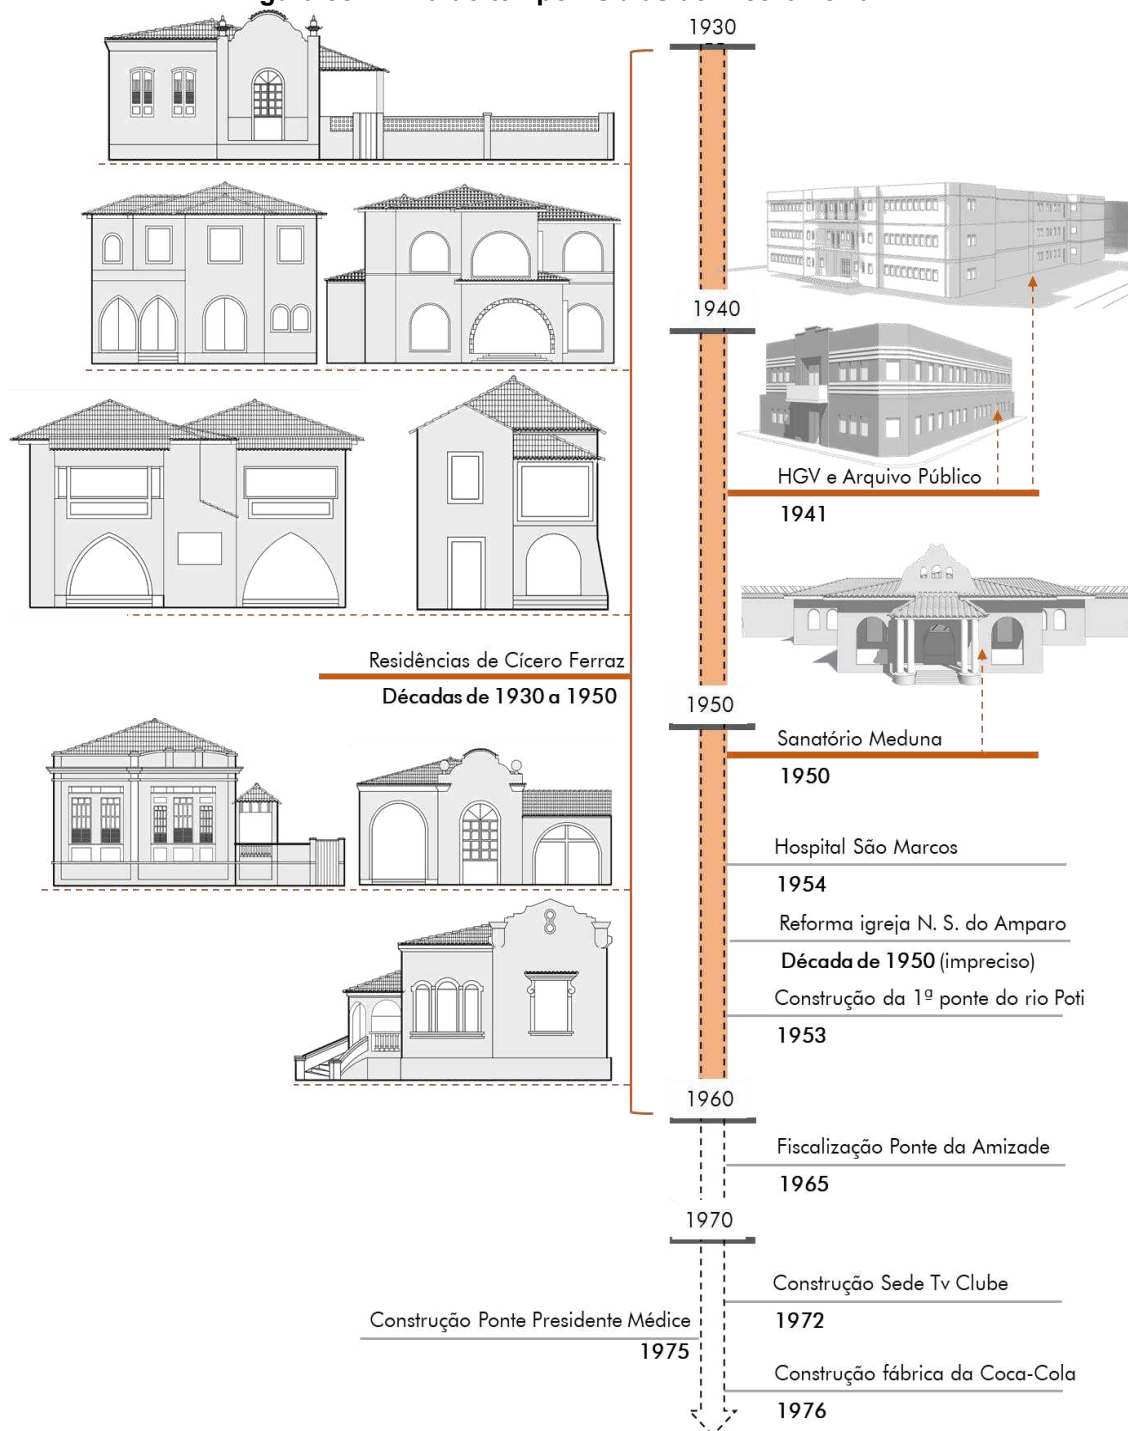 1930
1940
HGV e Arquivo Público
1941
Residências de Cícero Ferraz
Décadas de 1930 a 1950
1950
Sanatório Meduna
1950
Hospital São Marcos
1954
Reforma igreja N. S. do Amparo
Década de 1950 (impreciso)
Construção da 1ª ponte do rio Poti
1953
1960
Fiscalização Ponte da Amizade
1965
1970
Construção Sede Tv Clube
1972
Construção Ponte Presidente Médice
1975
Construção fábrica da Coca-Cola
1976